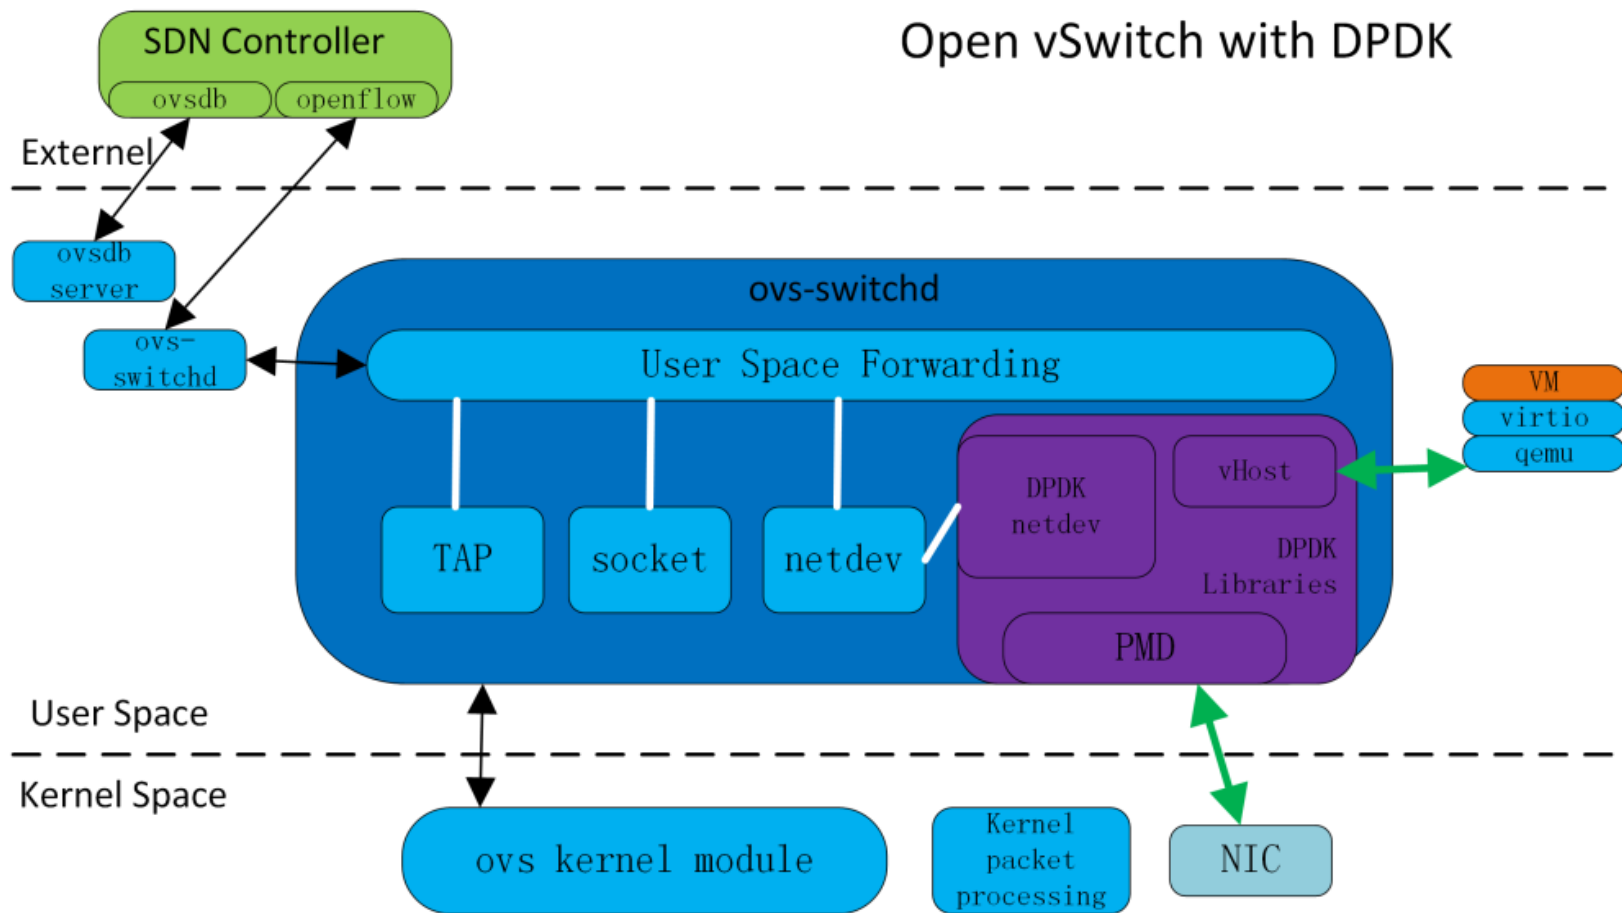 SDN Controller
Open vSwitch with DPDK
ovsdb
openflow
Externel
ovsdb
server
ovs-switchd
ovs-
switchd
User Space Forwarding
VM
virtio
qemu
vHost
DPDK
netdev
TAP
socket
netdev
DPDK
Libraries
PMD
User Space
Kernel Space
ovs kernel module
Kernel
packet
processing
NIC